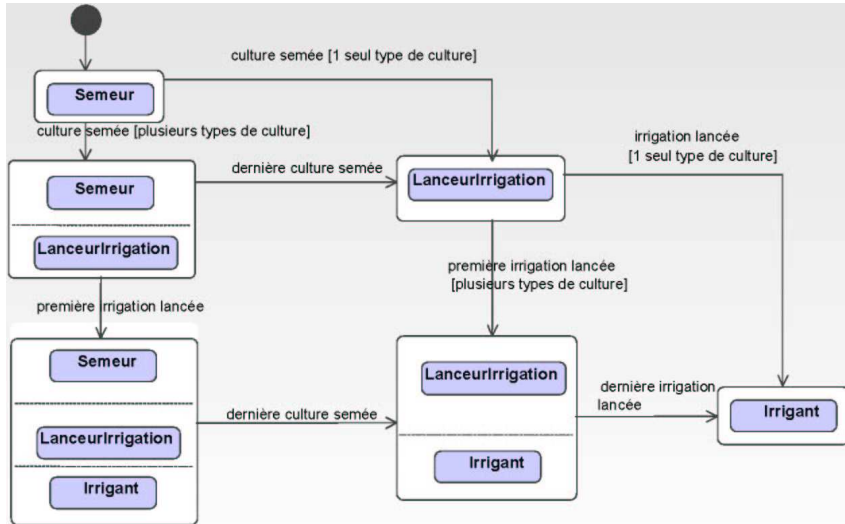 culture semée [1 seul type de culture]
Semeur
culture semée [plusieurs types de culture]
irrigation lancée
[1 seul type de culture]
dernière culture semée
Semeur
LanceurIrrigation
LanceurIrrigation
première irrigation lancée
[plusieurs types de culture]
première irrigation lancée
Semeur
LanceurIrrigation
dernière irrigation
lancée
dernière culture semée
Irrigant
LanceurIrrigation
Irrigant
Irrigant